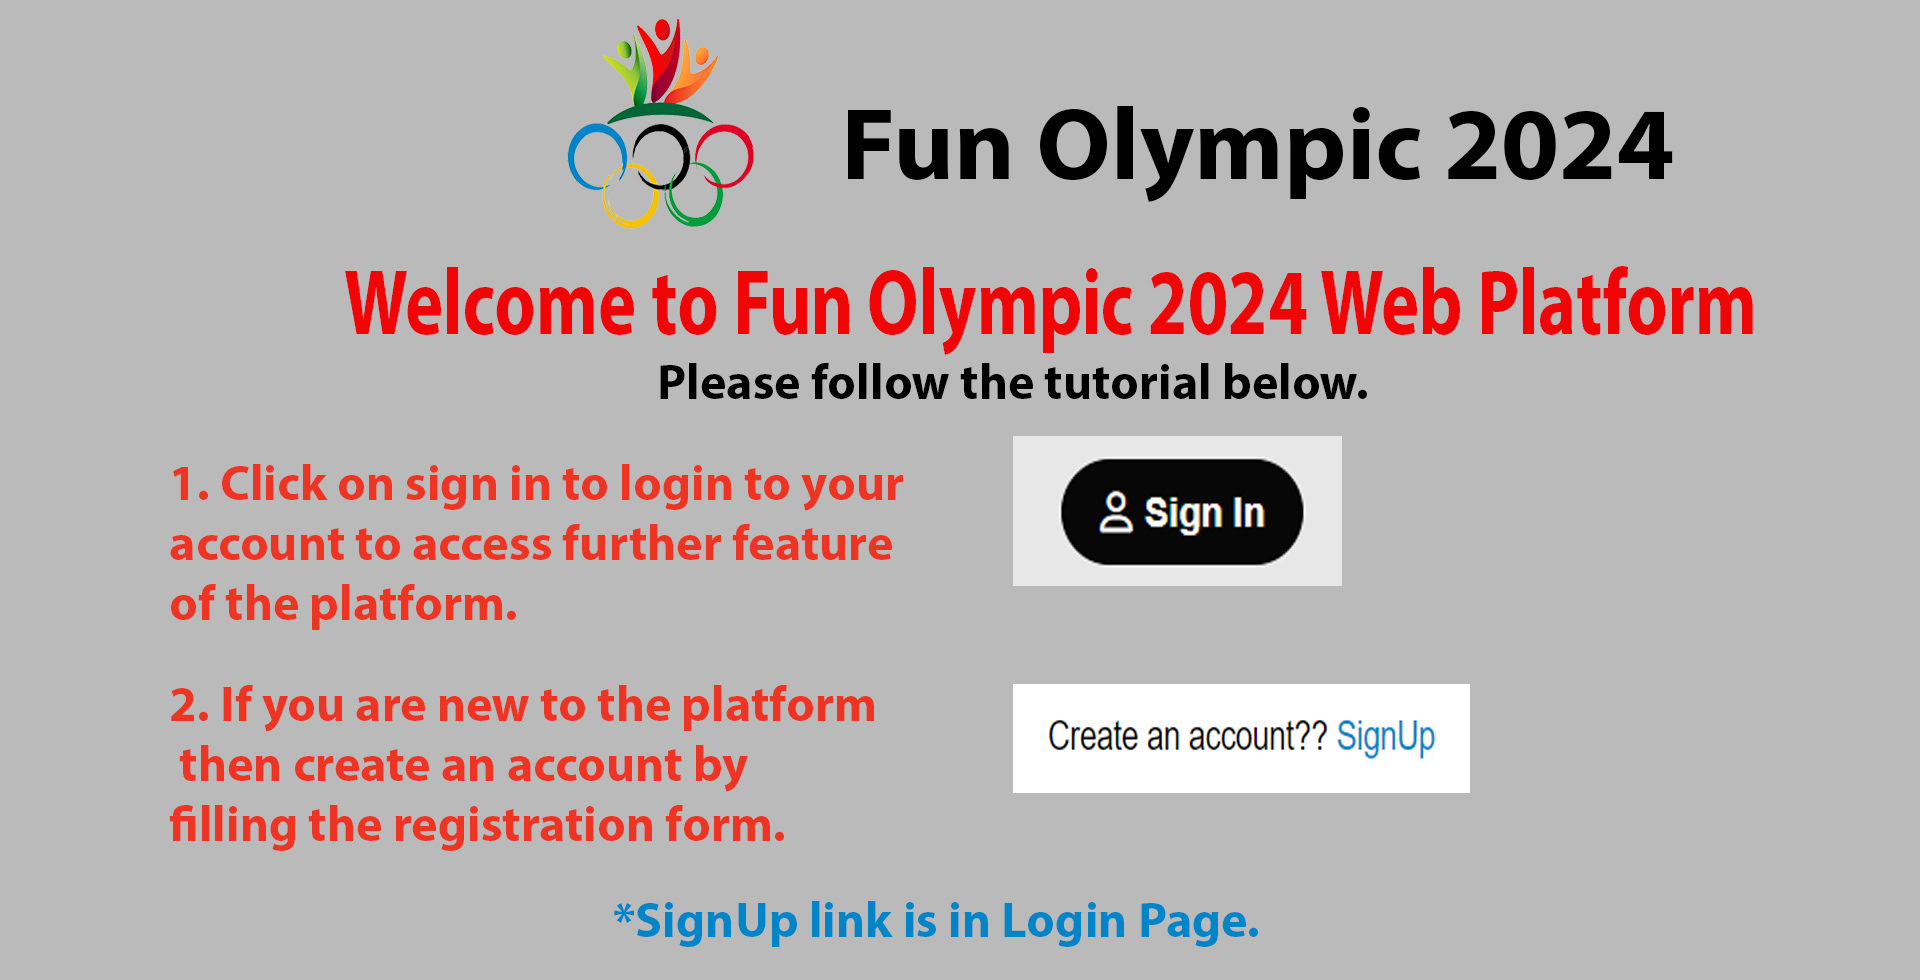 Fun Olympic 2024
Welcome to Fun Olympic 2024 Web Platform
Please follow the tutorial below.
1. Click on sign in to login to your
account to access further feature
of the platform.
Sign In
2. If you are new to the platform
then create an account by
filling the registration form.
Create an account?? SignUp
*SignUp link is in Login Page.